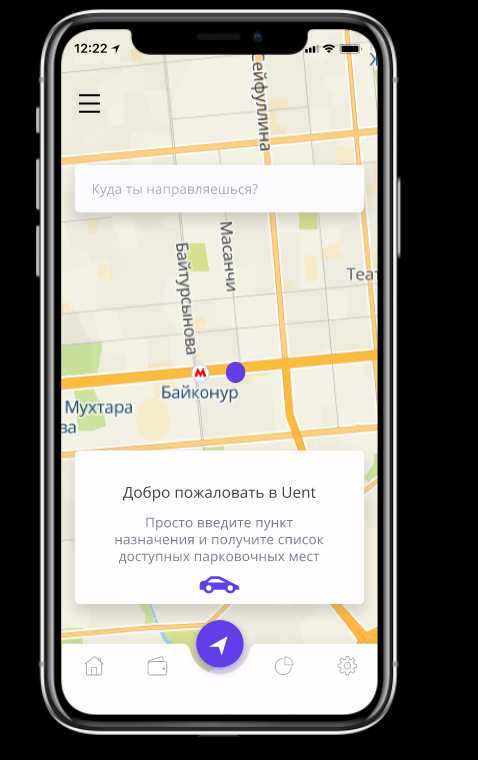 12:22
Сейфуллина
Куда ты направляешься?
Масанчи
Байтурсынова
Теат
М
Байконур
Мухтара
ва
Добро пожаловать в Uent
Просто введите пункт
назначения и получите список
доступных парковочных мест